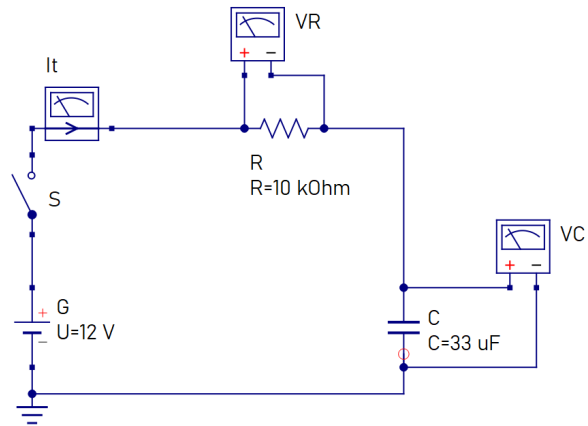 VR
+ −
It
R
R=10 kOhm
S
VC
+ −
+
G
U=12 V
−
C
C=33 uF